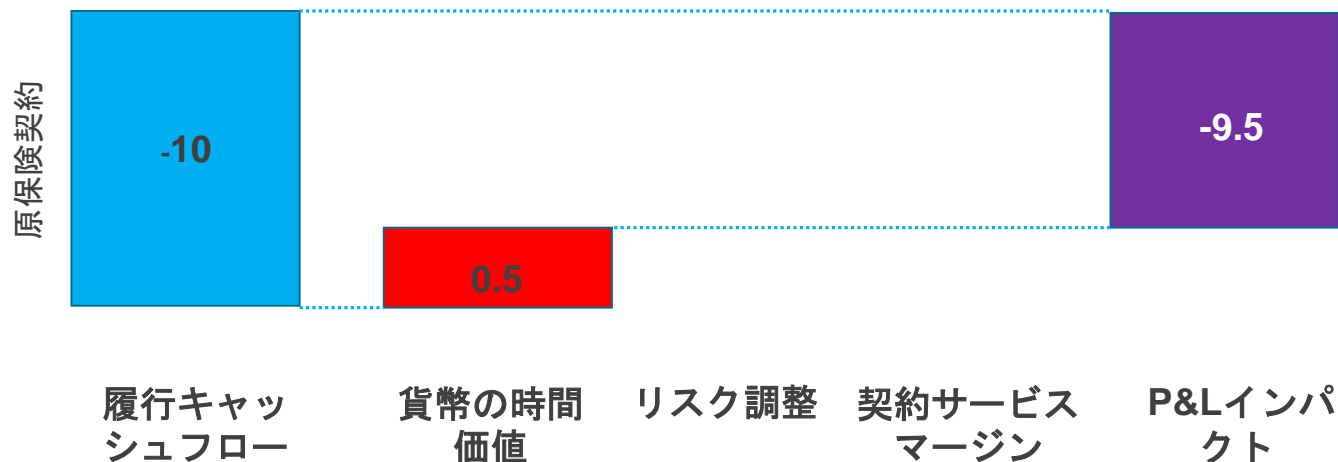 原保険契約
-10
0.5
-9.5
履行キャッ
シュフロー
貨幣の時間
価値
リスク調整
契約サービス
マージン
P&Lインパ
クト